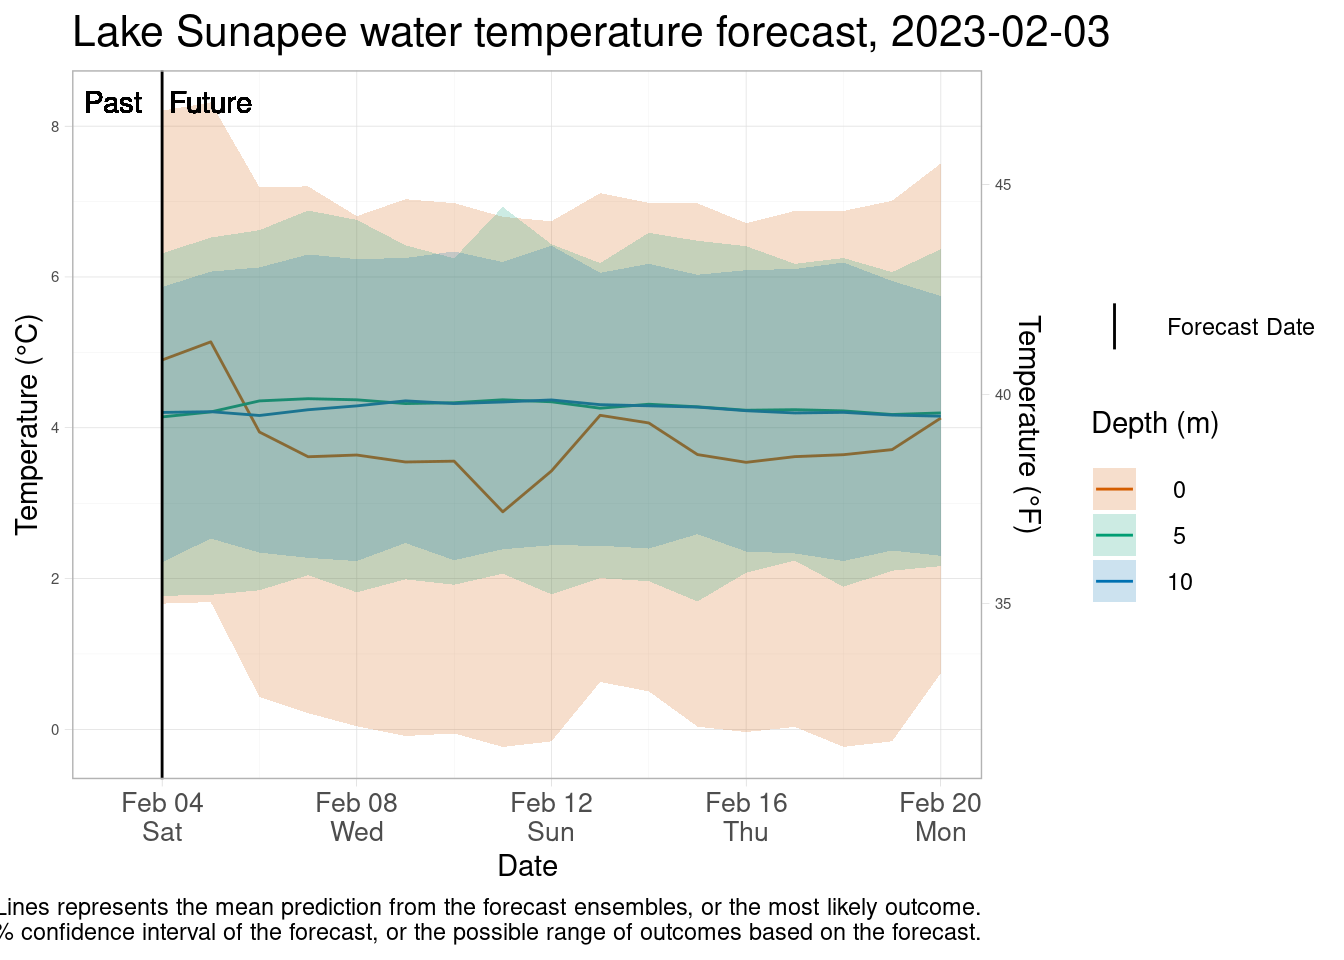 Lake Sunapee water temperature forecast, 2023-02-03
Past
Future
8
6
4
2
0
Temperature (°C)
45
40
35
Temperature (°F)
Feb 04
Sat
Feb 08
Wed
Feb 12
Sun
Feb 16
Thu
Feb 20
Mon
Date
Forecast Date
Depth (m)
0
5
10
Lines represents the mean prediction from the forecast ensembles, or the most likely outcome.
% confidence interval of the forecast, or the possible range of outcomes based on the forecast.